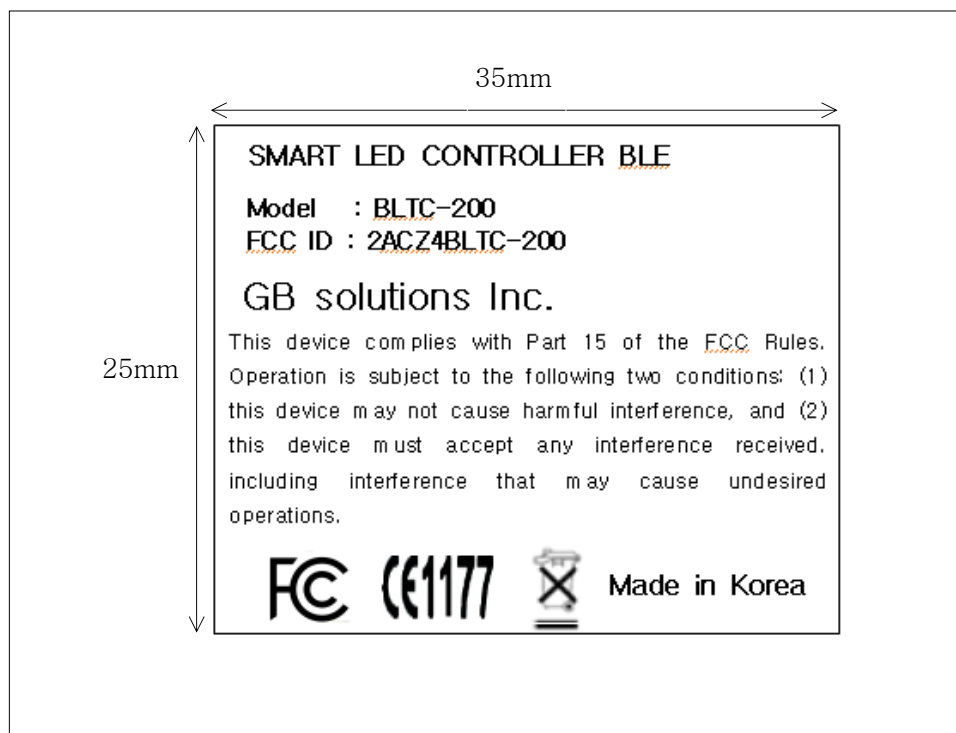 35mm
SMART LED CONTROLLER BLE
Model : BLTC-200
FCC ID : 2ACZ4BLTC-200
GB solutions Inc.
25mm
This device complies with Part 15 of the FCC Rules.
Operation is subject to the following two conditions: (1)
this device may not cause harmful interference, and (2)
this device must accept any interference received.
including interference that may cause undesired
operations.
FC CE1177 Made in Korea